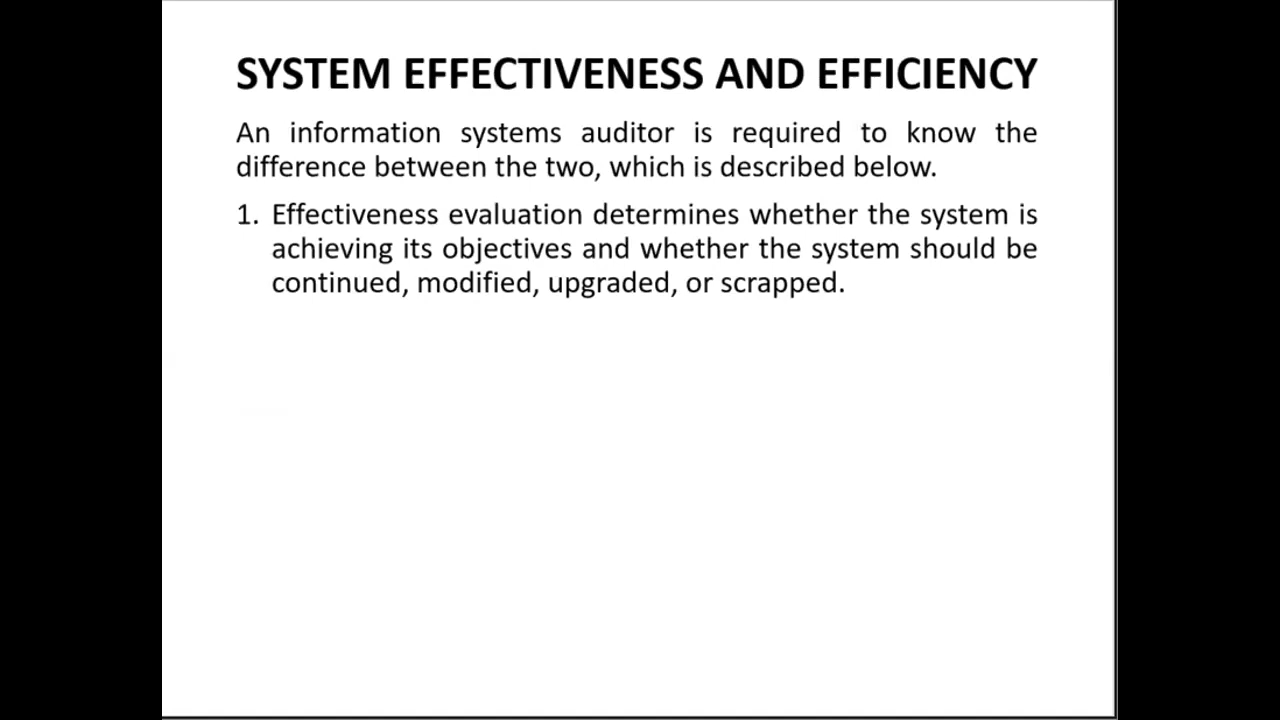 SYSTEM EFFECTIVENESS AND EFFICIENCY
An information systems auditor is required to know the
difference between the two, which is described below.
1. Effectiveness evaluation determines whether the system is
achieving its objectives and whether the system should be
continued, modified, upgraded, or scrapped.